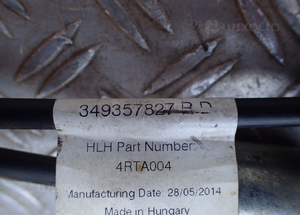 349357827 R D
HLH Part Number:
4RTA004
Manufacturing Date: 28/05/2014
Made in Hungary